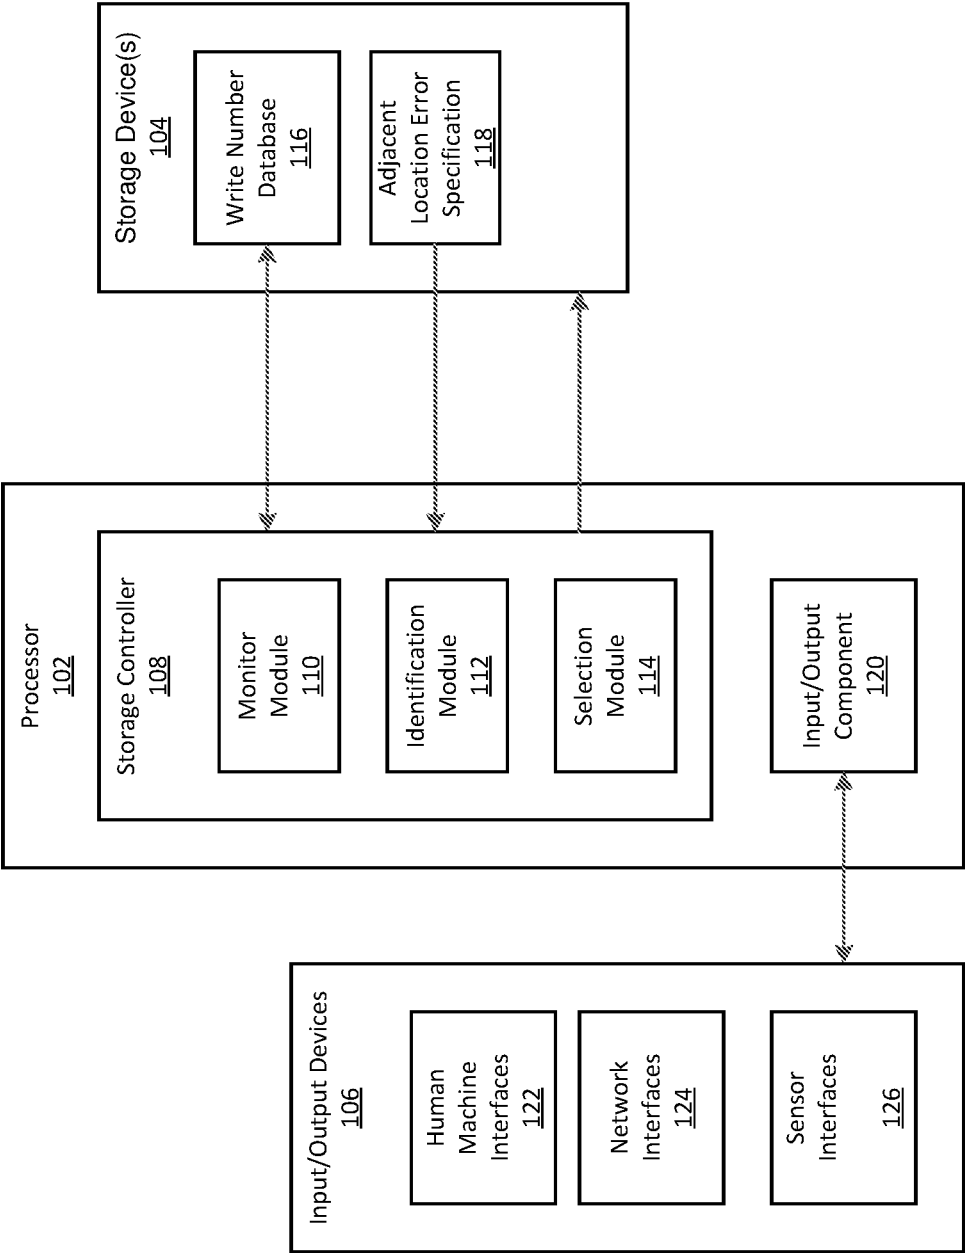 Input/Output Devices
106
Human
Machine
Interfaces
122
Network
Interfaces
124
Sensor
Interfaces
126
Processor
102
Storage Controller
108
Monitor
Module
110
Identification
Module
112
Selection
Module
114
Input/Output
Component
120
Storage Device(s)
104
Write Number
Database
116
Adjacent
Location Error
Specification
118